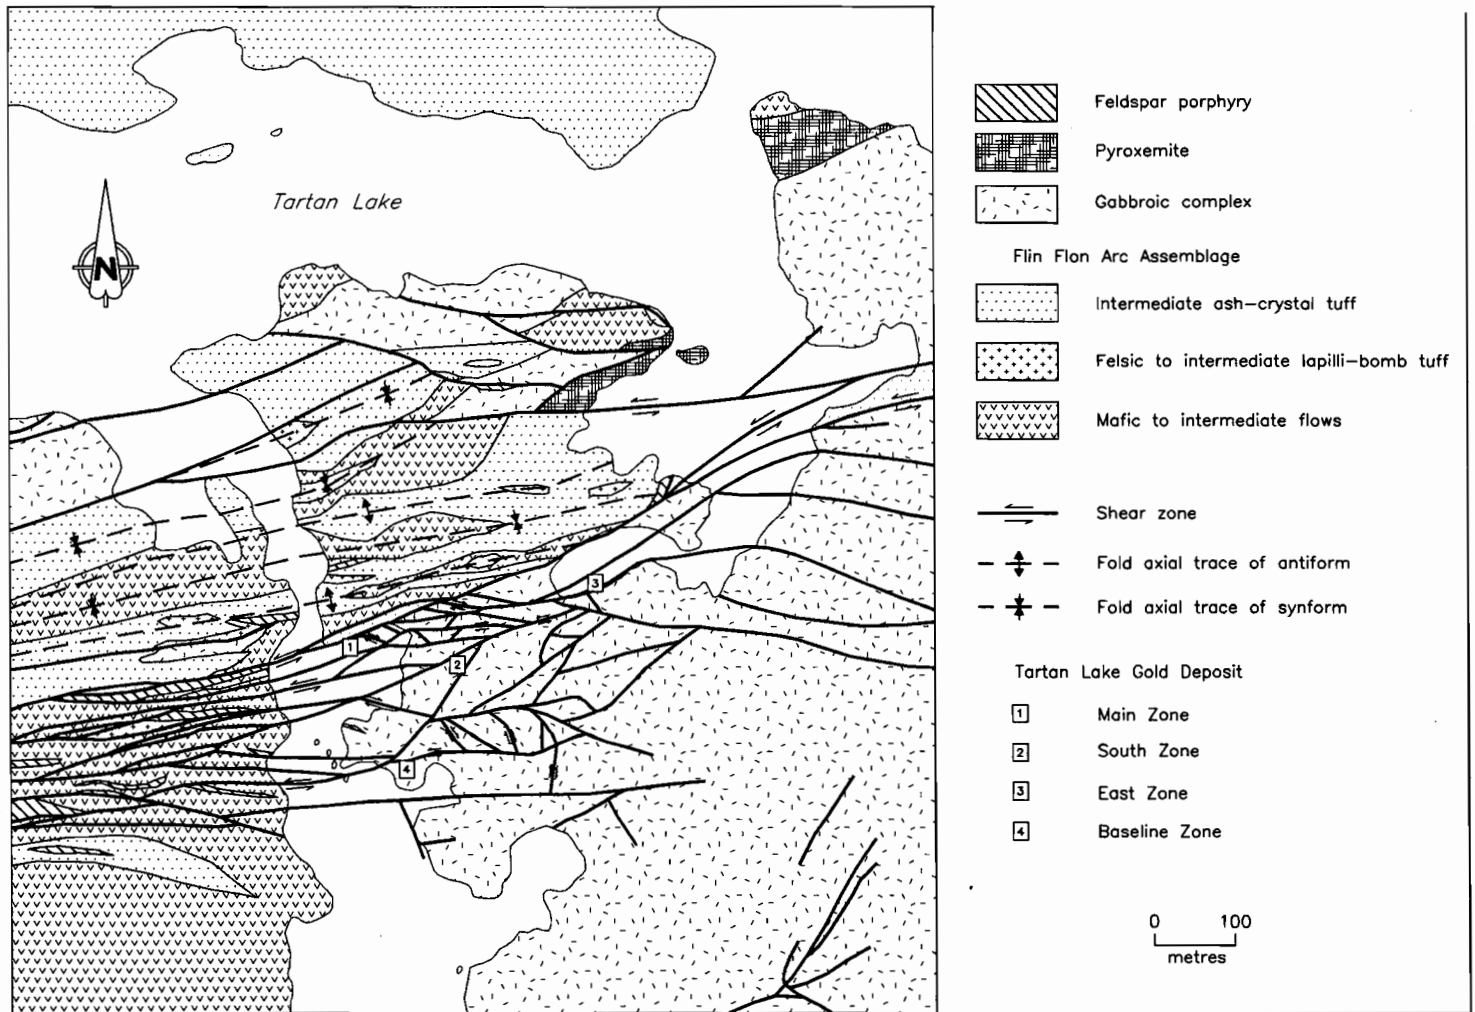 Tartan Lake
N
1
2
3
4
Feldspar porphyry
Pyroxemite
Gabbroic complex
Flin Flon Arc Assemblage
Intermediate ash-crystal tuff
Felsic to intermediate lapilli-bomb tuff
Mafic to intermediate flows
Shear zone
Fold axial trace of antiform
Fold axial trace of synform
Tartan Lake Gold Deposit
1 Main Zone
2 South Zone
3 East Zone
4 Baseline Zone
0 100
metres